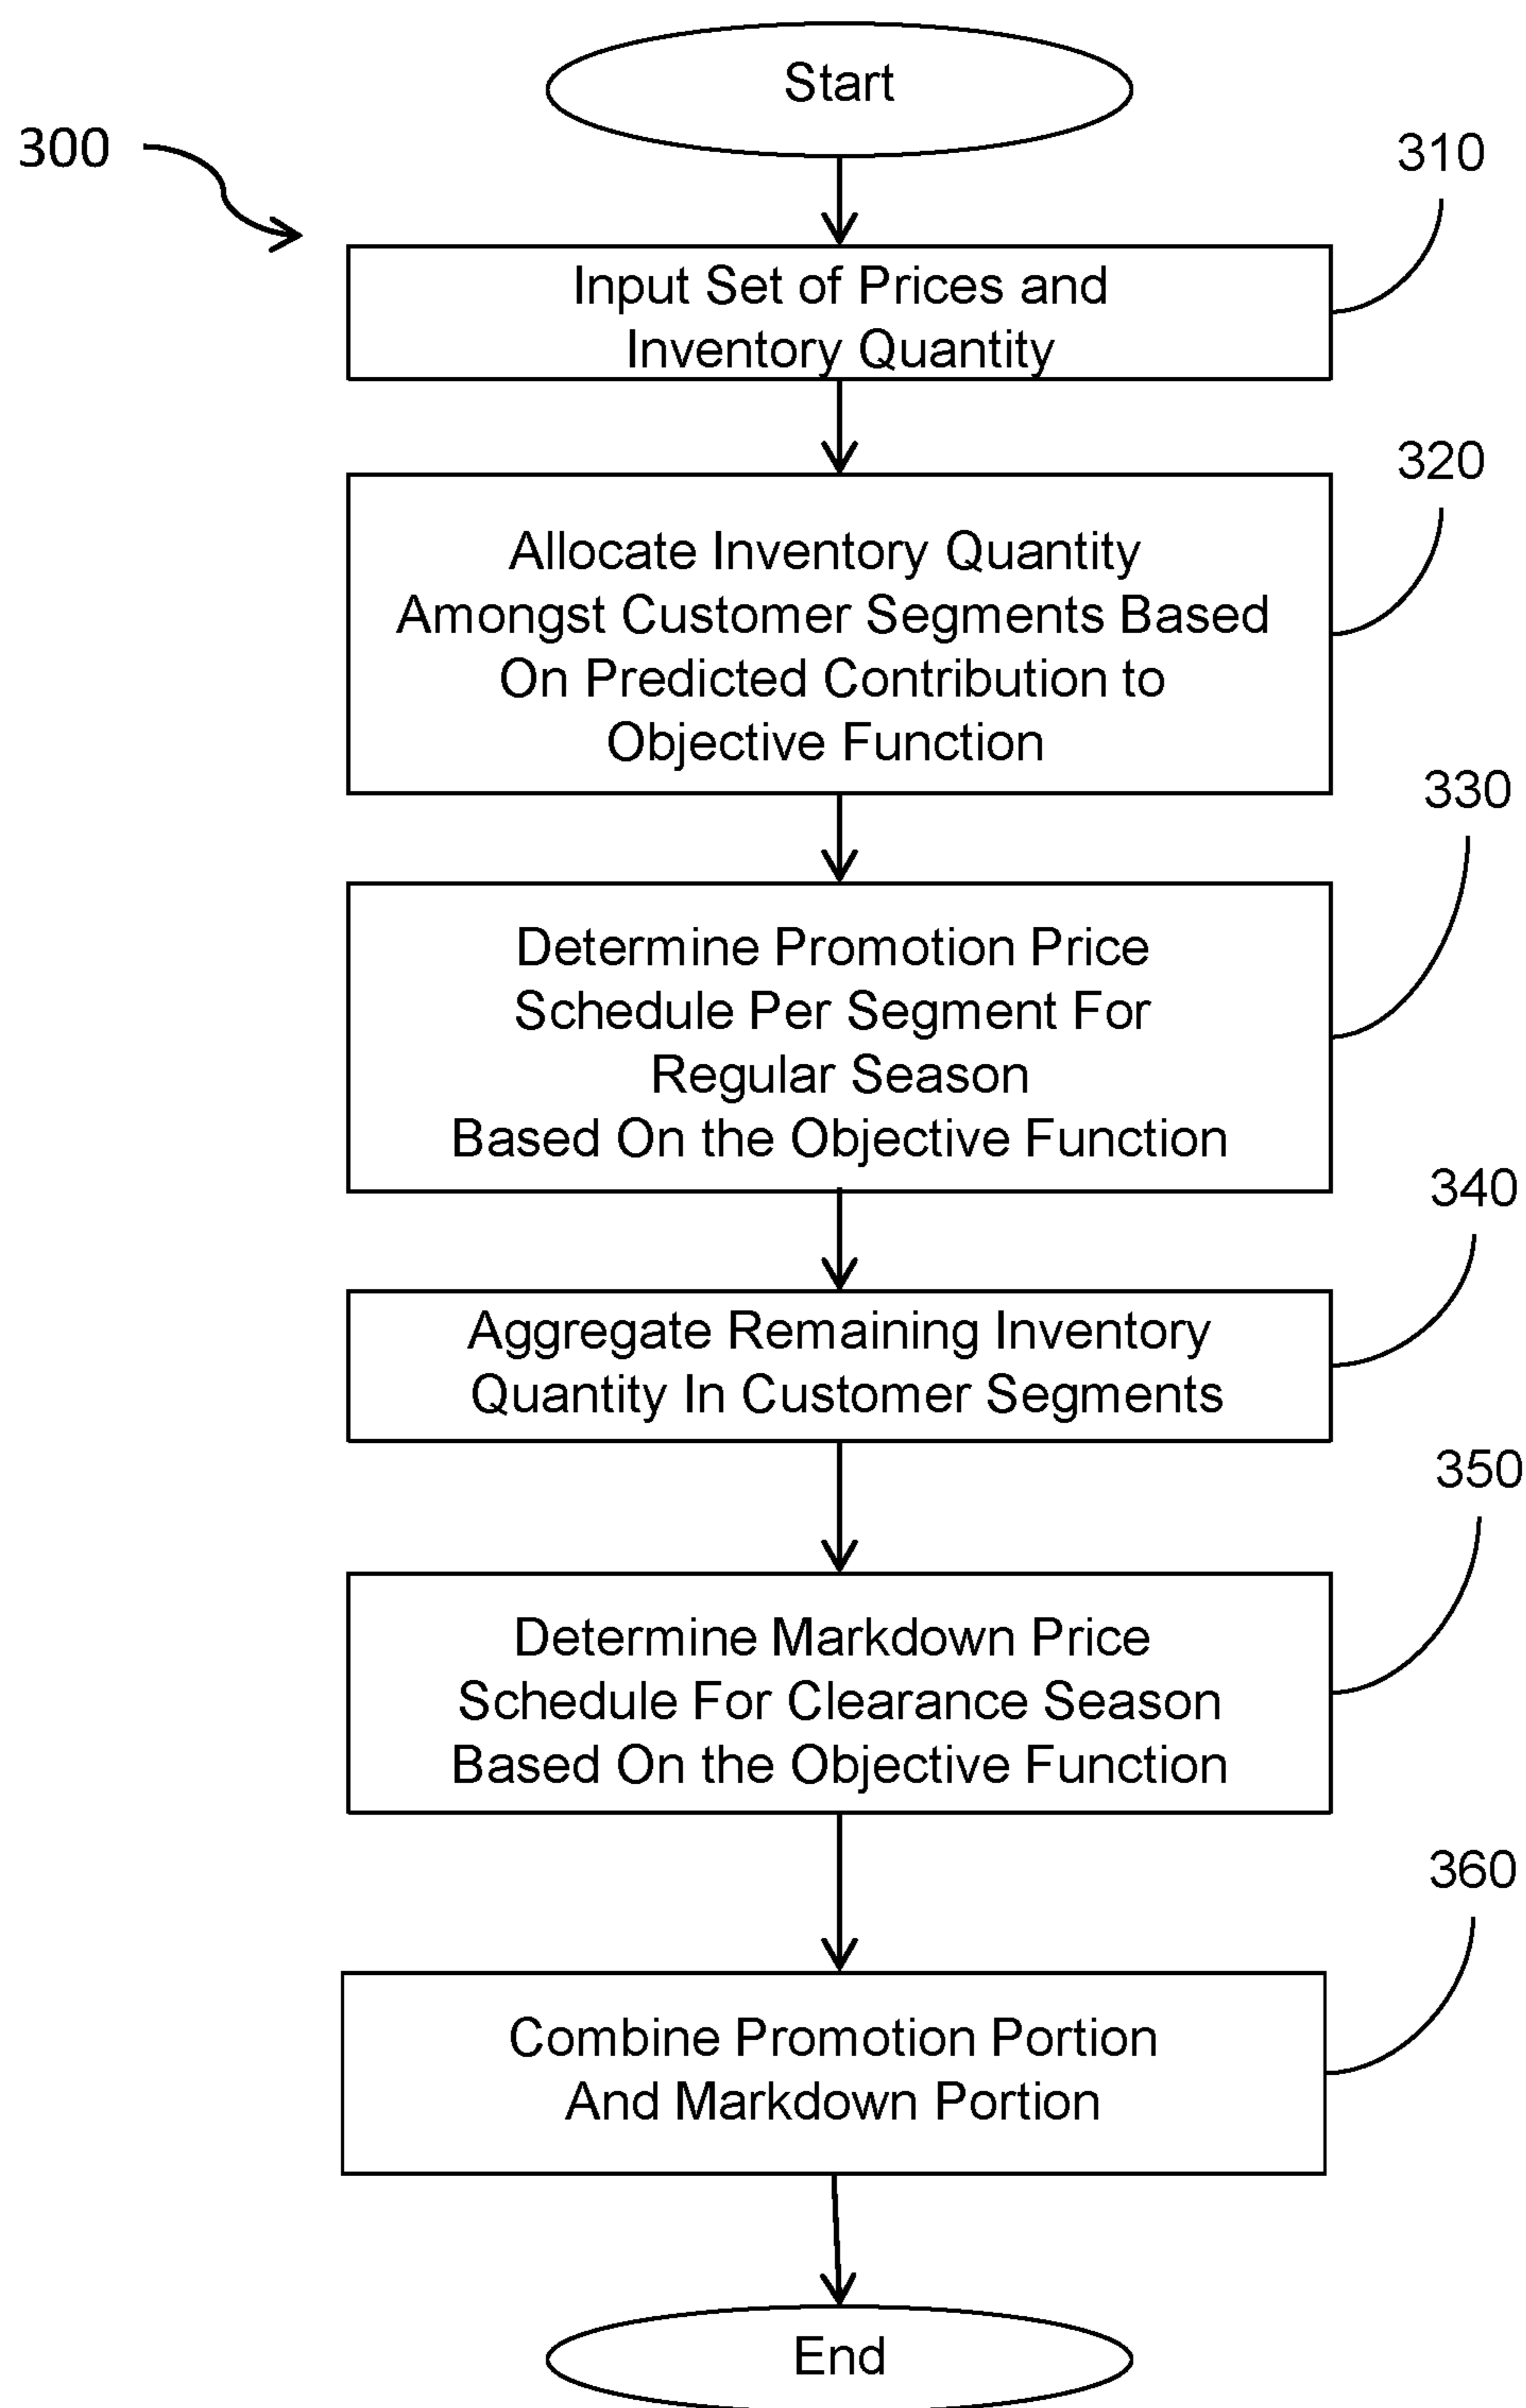 Start
300
310
Input Set of Prices and
Inventory Quantity
320
Allocate Inventory Quantity
Amongst Customer Segments Based
On Predicted Contribution to
Objective Function
330
Determine Promotion Price
Schedule Per Segment For
Regular Season
Based On the Objective Function
340
Aggregate Remaining Inventory
Quantity In Customer Segments
350
Determine Markdown Price
Schedule For Clearance Season
Based On the Objective Function
360
Combine Promotion Portion
And Markdown Portion
End